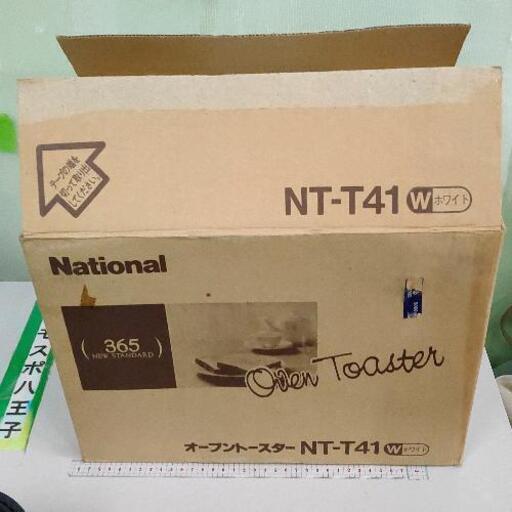 テープの端を
切って取り出
してください。
NT-T41 W ホワイト
National
( 365 )
NEW STANDARD
Oven Toaster
オーブントースター NT-T41 W ホワイト
モスポ八王子